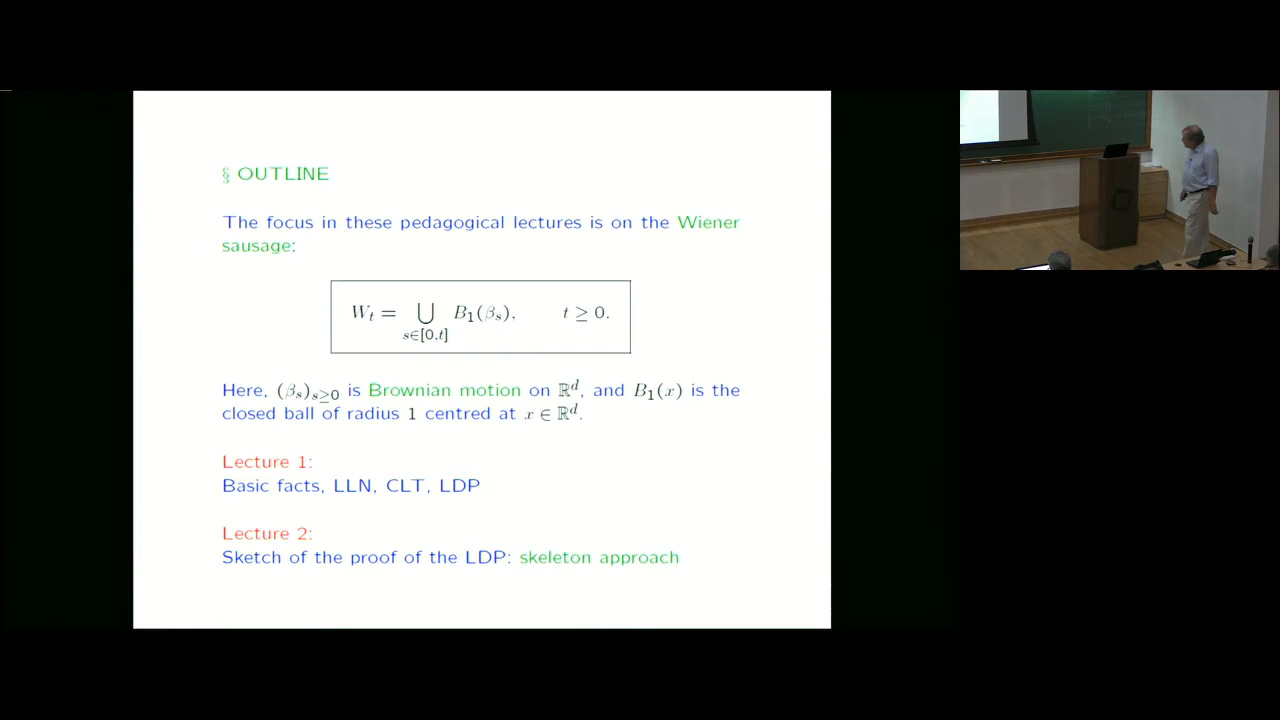 § OUTLINE
The focus in these pedagogical lectures is on the Wiener
sausage:
W_t = ⋃_{s∈[0,t]} B_1(β_s),    t ≥ 0.
Here, (β_s)_{s≥0} is Brownian motion on ℝ^d, and B_1(x) is the
closed ball of radius 1 centred at x ∈ ℝ^d.
Lecture 1:
Basic facts, LLN, CLT, LDP
Lecture 2:
Sketch of the proof of the LDP: skeleton approach